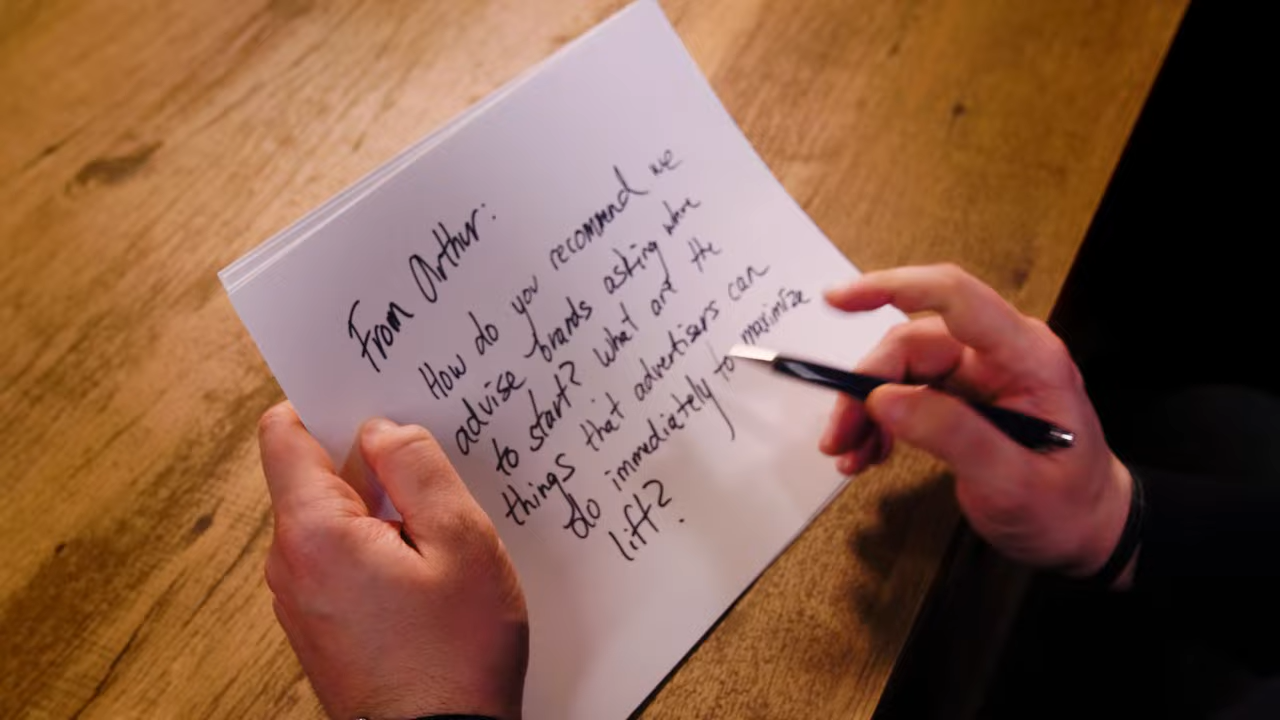 From Arthur:
How do you recommend we
advise brands asking where
to start? What are the
things that advertisers can
do immediately to maximize
lift?